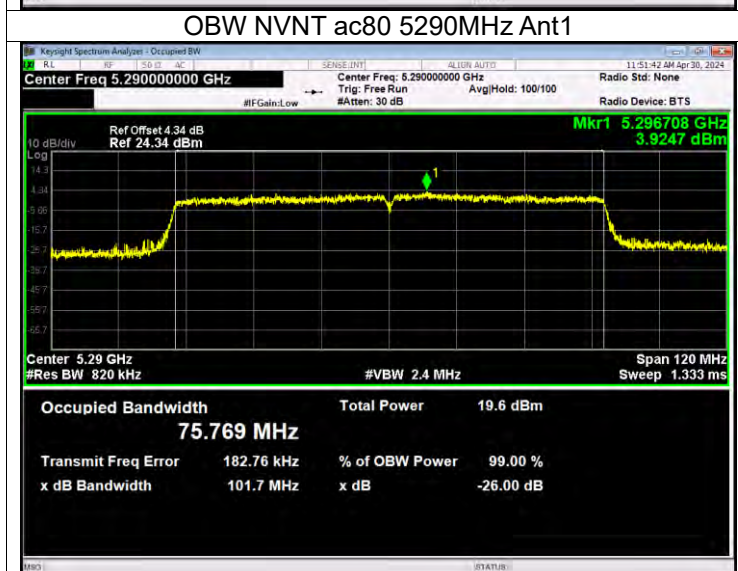 OBW NVNT ac80 5290MHz Ant1
Keysight Spectrum Analyzer - Occupied BW
RL RF 50 Ω AC SENSE:INT ALIGN AUTO 11:51:42 AM Apr 30, 2024
Center Freq 5.290000000 GHz Center Freq: 5.290000000 GHz Radio Std: None
Trig: Free Run Avg|Hold: 100/100
#IFGain:Low #Atten: 30 dB Radio Device: BTS
Mkr1 5.296708 GHz
3.9247 dBm
Ref Offset 4.34 dB
10 dB/div Ref 24.34 dBm
Log
14.3
4.34
-5.66
-15.7
-25.7
-35.7
-45.7
-55.7
-65.7
1
Center 5.29 GHz Span 120 MHz
#Res BW 820 kHz #VBW 2.4 MHz Sweep 1.333 ms
Occupied Bandwidth Total Power 19.6 dBm
75.769 MHz
Transmit Freq Error 182.76 kHz % of OBW Power 99.00 %
x dB Bandwidth 101.7 MHz x dB -26.00 dB
MSG STATUS